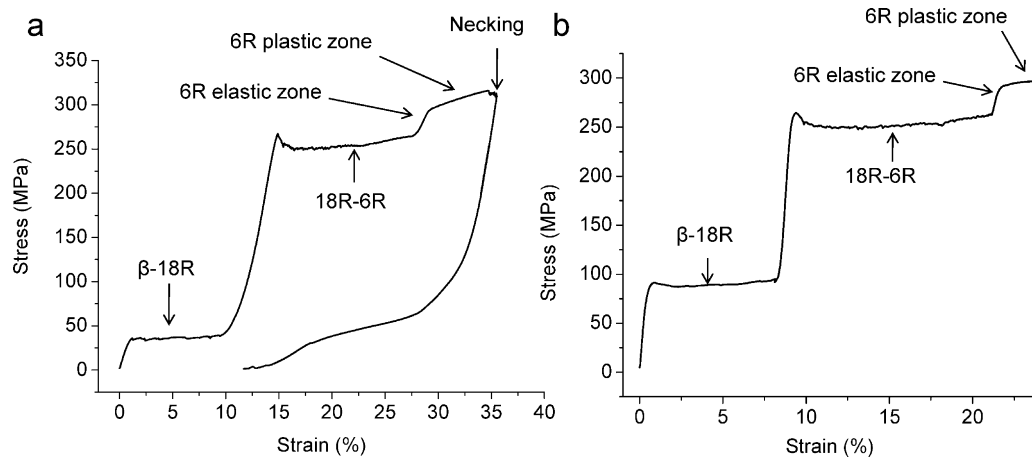 a
Necking
6R plastic zone
6R elastic zone
18R-6R
β-18R
Stress (MPa)
350
300
250
200
150
100
50
0
0 5 10 15 20 25 30 35 40
Strain (%)
b
6R plastic zone
6R elastic zone
18R-6R
β-18R
Stress (MPa)
300
250
200
150
100
50
0
0 5 10 15 20
Strain (%)